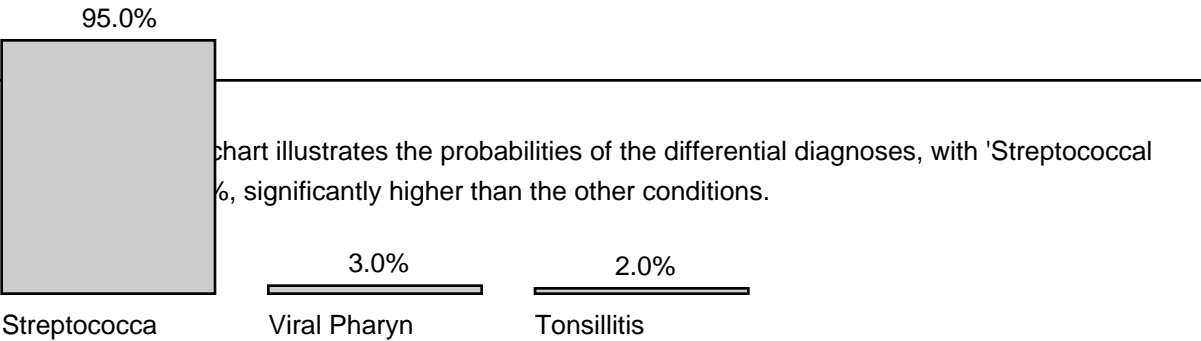 95.0%
chart illustrates the probabilities of the differential diagnoses, with 'Streptococcal
%, significantly higher than the other conditions.
3.0% 2.0%
Streptococca Viral Pharyn Tonsillitis